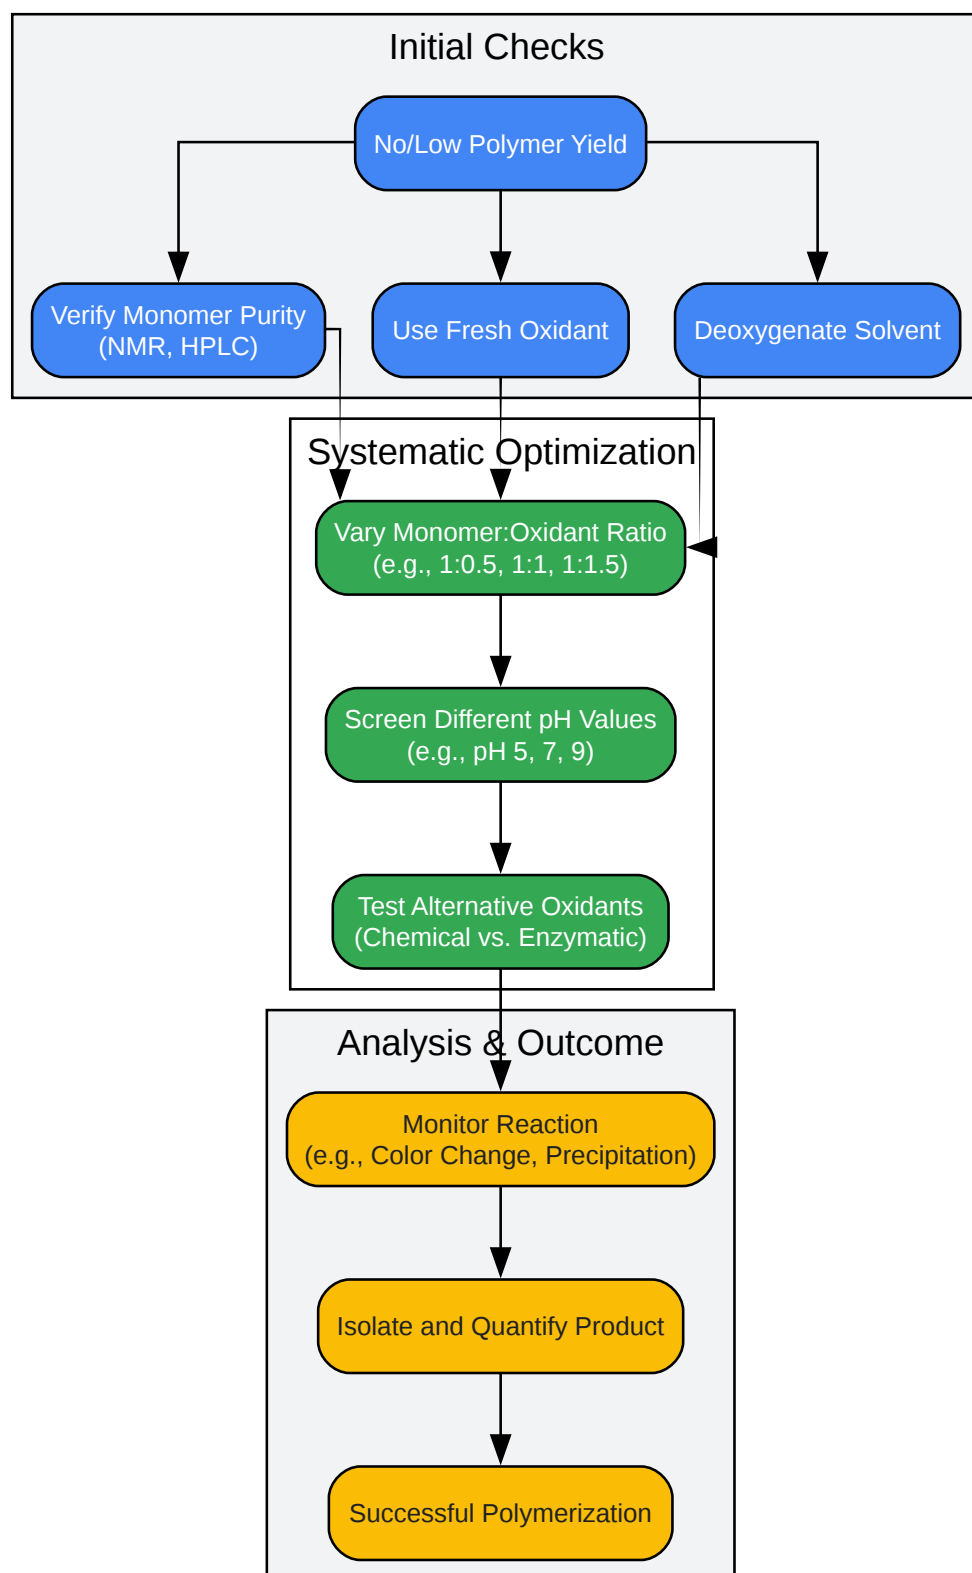 Initial Checks
No/Low Polymer Yield
Verify Monomer Purity
(NMR, HPLC)
Use Fresh Oxidant
Deoxygenate Solvent
Systematic Optimization
Vary Monomer:Oxidant Ratio
(e.g., 1:0.5, 1:1, 1:1.5)
Screen Different pH Values
(e.g., pH 5, 7, 9)
Test Alternative Oxidants
(Chemical vs. Enzymatic)
Analysis & Outcome
Monitor Reaction
(e.g., Color Change, Precipitation)
Isolate and Quantify Product
Successful Polymerization